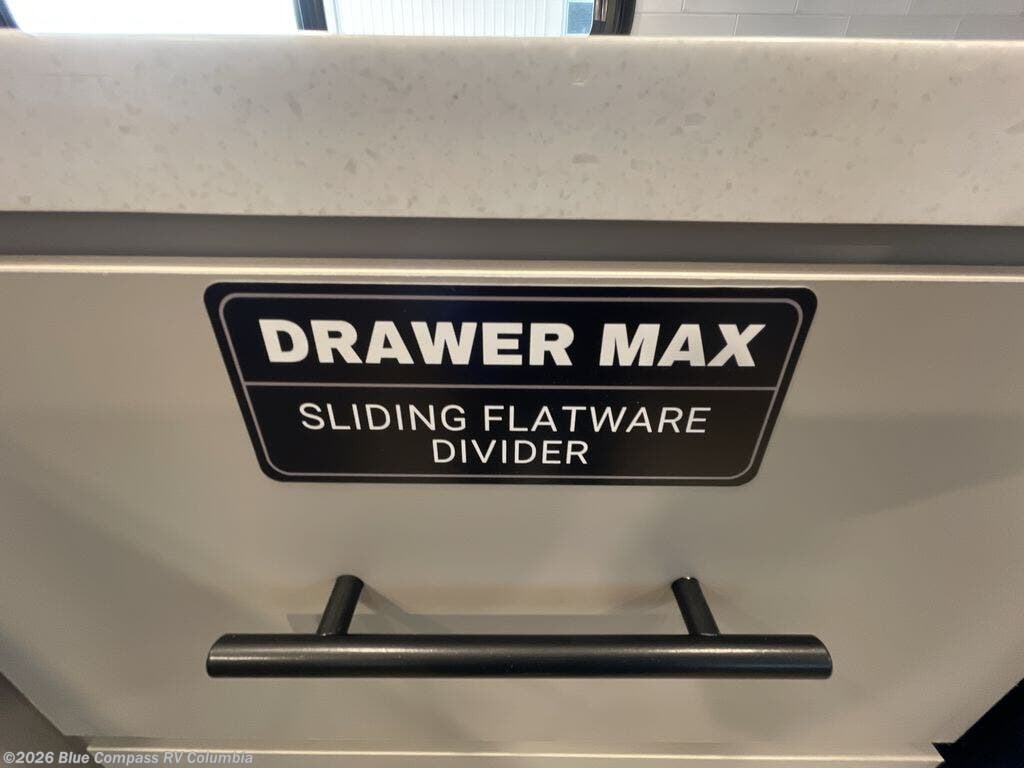 DRAWER MAX
SLIDING FLATWARE
DIVIDER
©2026 Blue Compass RV Columbia